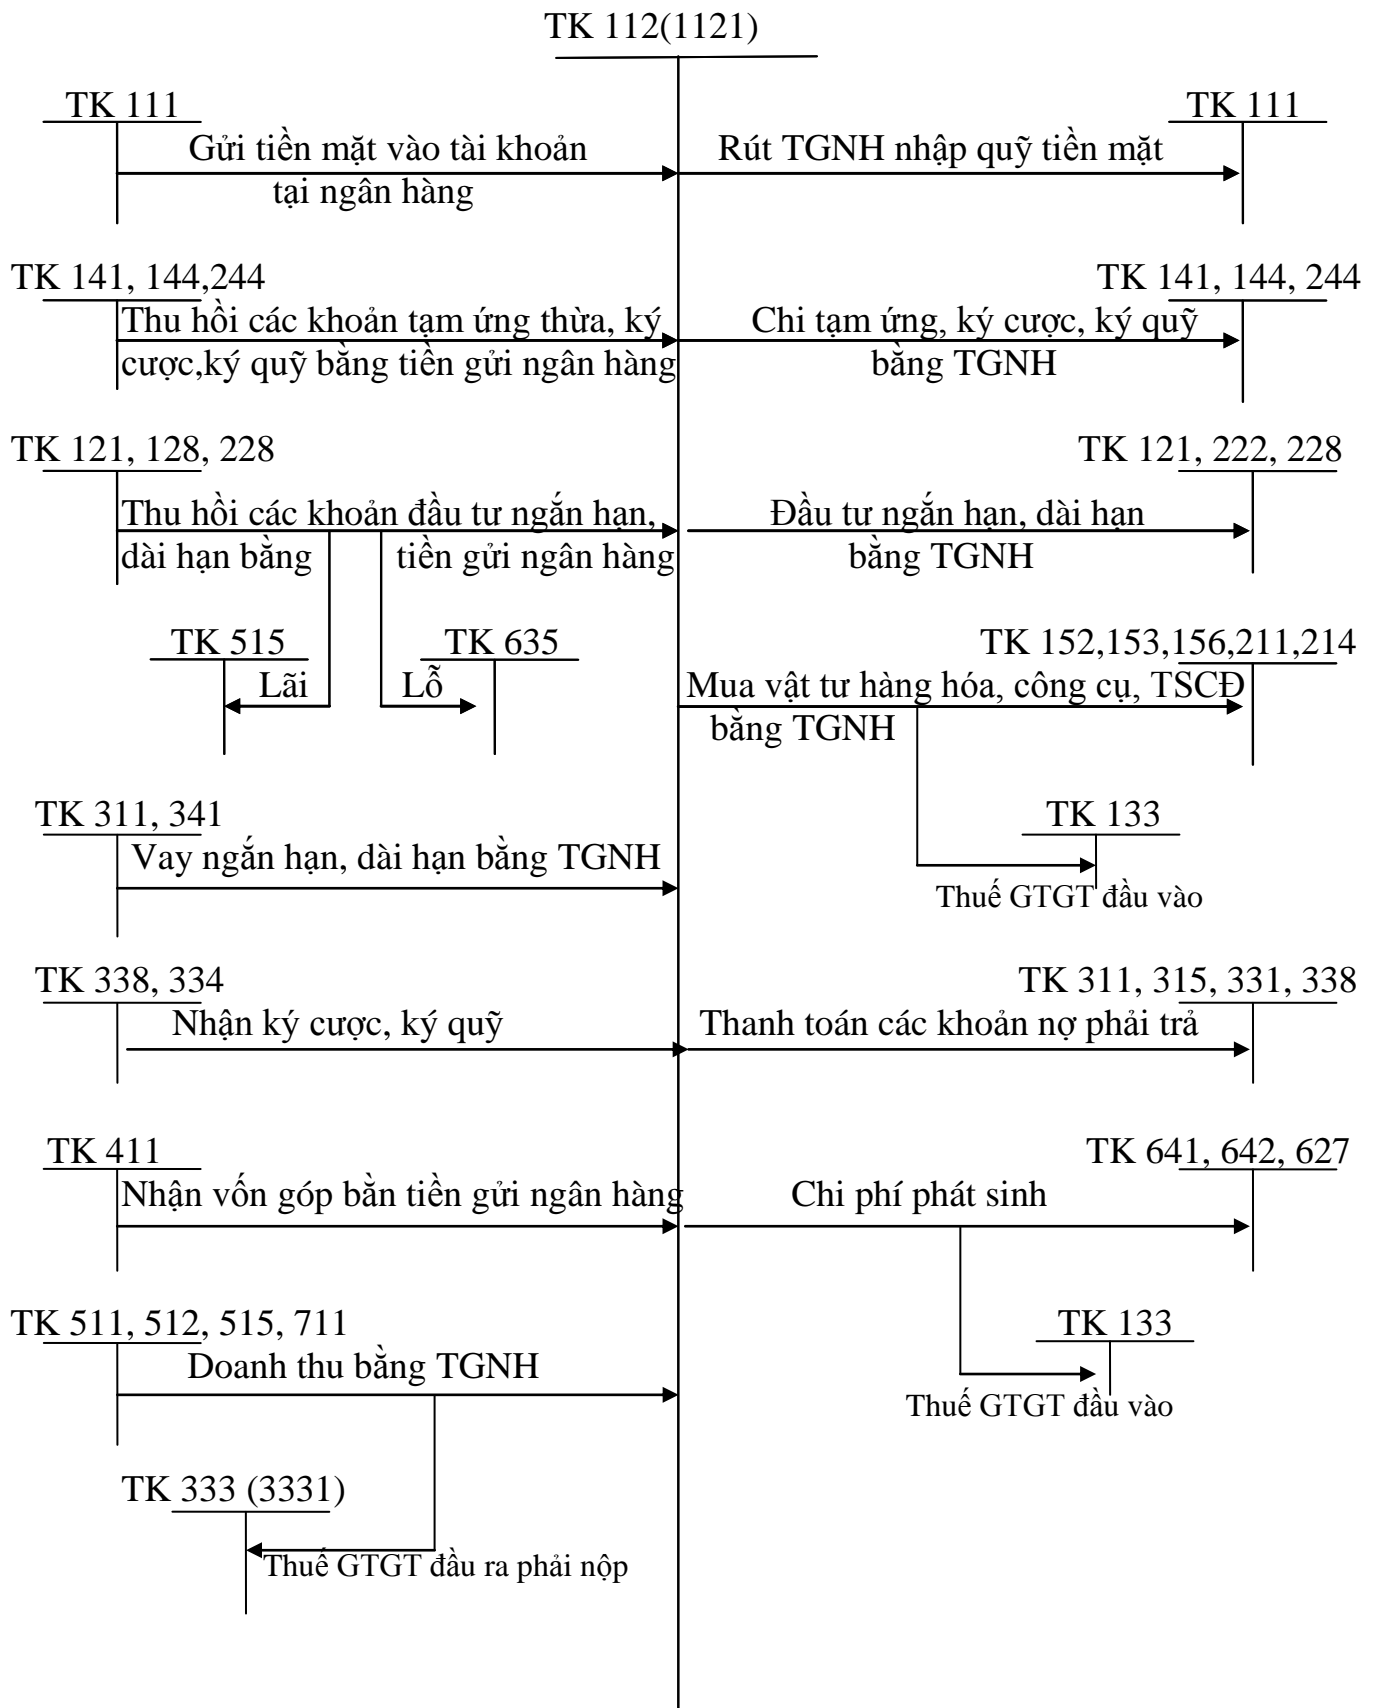 TK 112(1121)
TK 111
TK 111
Gửi tiền mặt vào tài khoản
tại ngân hàng
Rút TGNH nhập quỹ tiền mặt
TK 141, 144,244
TK 141, 144, 244
Thu hồi các khoản tạm ứng thừa, ký
cược,ký quỹ bằng tiền gửi ngân hàng
Chi tạm ứng, ký cược, ký quỹ
bằng TGNH
TK 121, 128, 228
TK 121, 222, 228
Thu hồi các khoản đầu tư ngắn hạn,
dài hạn bằng tiền gửi ngân hàng
Đầu tư ngắn hạn, dài hạn
bằng TGNH
TK 515
TK 635
Lãi
Lỗ
TK 152,153,156,211,214
Mua vật tư hàng hóa, công cụ, TSCĐ
bằng TGNH
TK 311, 341
Vay ngắn hạn, dài hạn bằng TGNH
TK 133
Thuế GTGT đầu vào
TK 338, 334
Nhận ký cược, ký quỹ
TK 311, 315, 331, 338
Thanh toán các khoản nợ phải trả
TK 411
Nhận vốn góp bằn tiền gửi ngân hàng
TK 641, 642, 627
Chi phí phát sinh
TK 511, 512, 515, 711
Doanh thu bằng TGNH
TK 133
Thuế GTGT đầu vào
TK 333 (3331)
Thuế GTGT đầu ra phải nộp